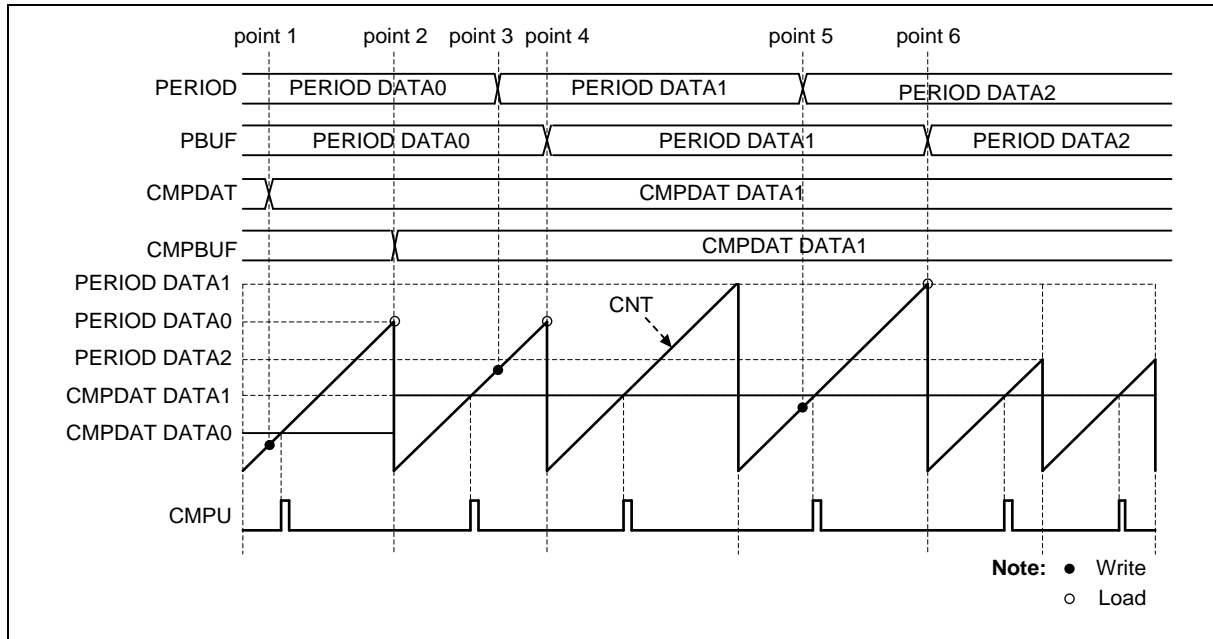 point 1 point 2 point 3 point 4 point 5 point 6
PERIOD PERIOD DATA0 PERIOD DATA1 PERIOD DATA2
PBUF PERIOD DATA0 PERIOD DATA1 PERIOD DATA2
CMPDAT CMPDAT DATA1
CMPBUF CMPDAT DATA1
PERIOD DATA1
CNT
PERIOD DATA0
PERIOD DATA2
CMPDAT DATA1
CMPDAT DATA0
CMPU
Note: Write
Load